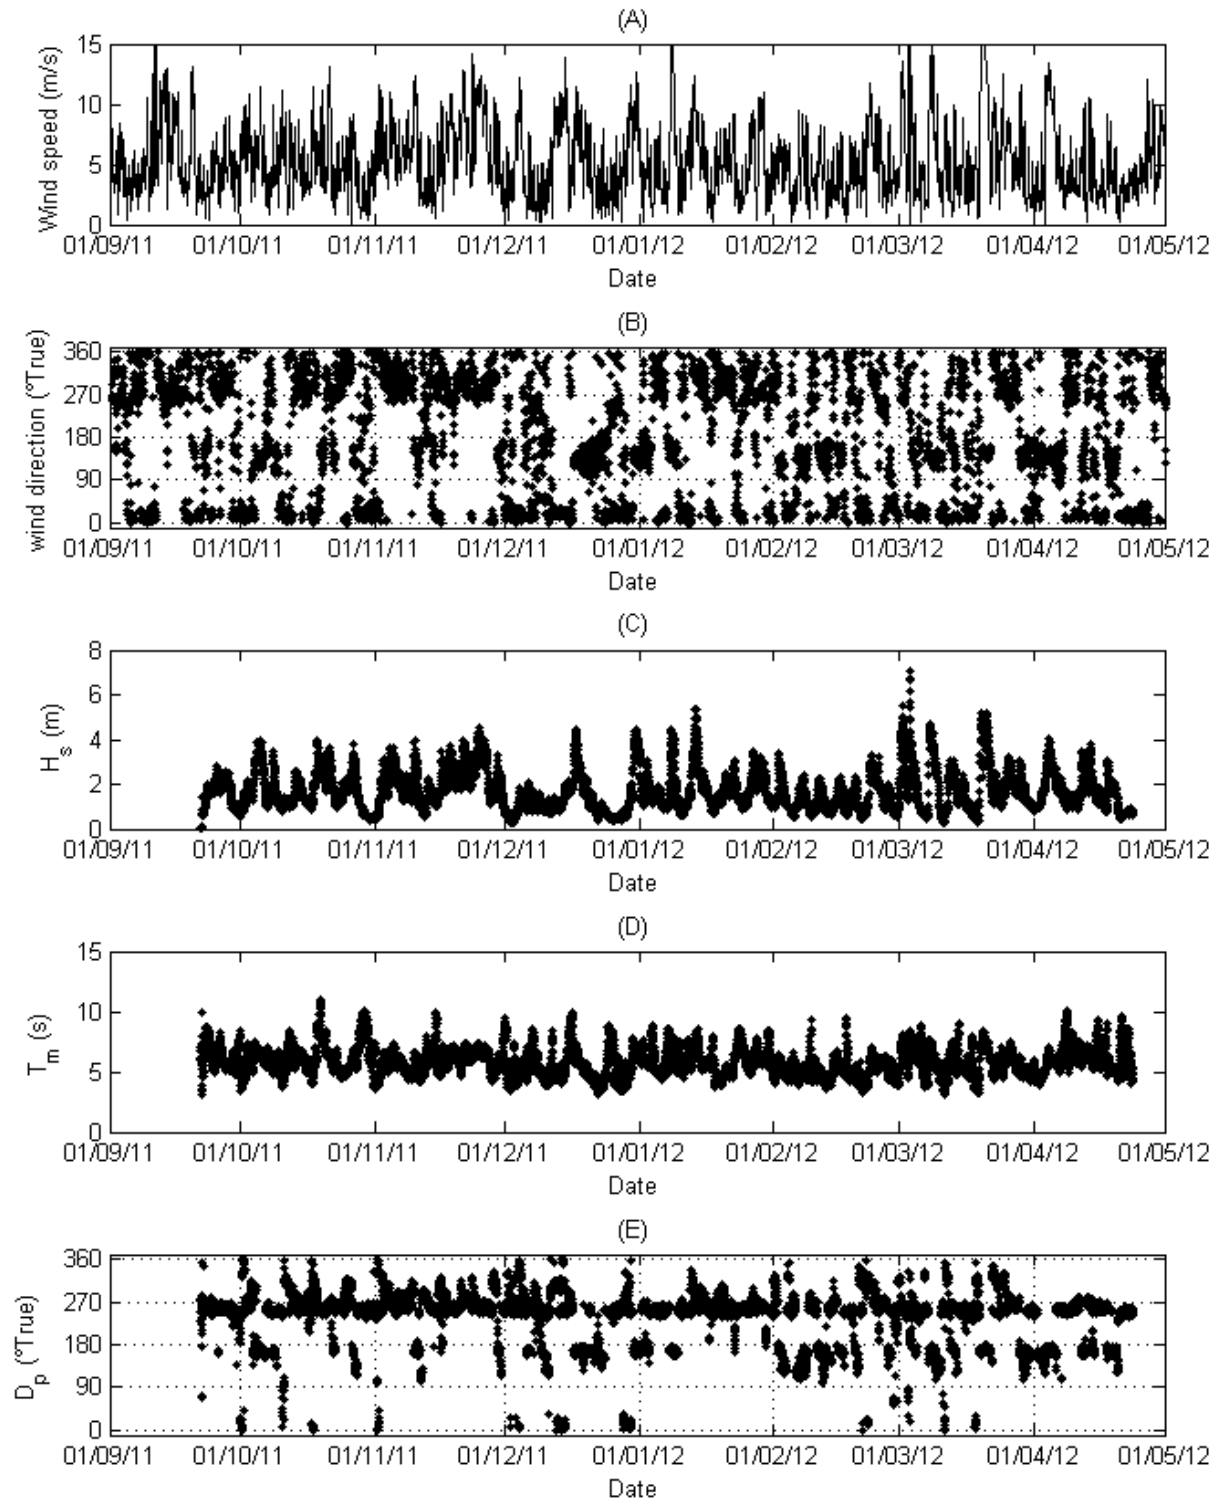 (A)
Wind speed (m/s)
15
10
5
0
01/09/11 01/10/11 01/11/11 01/12/11 01/01/12 01/02/12 01/03/12 01/04/12 01/05/12
Date
(B)
wind direction (°True)
360
270
180
90
0
01/09/11 01/10/11 01/11/11 01/12/11 01/01/12 01/02/12 01/03/12 01/04/12 01/05/12
Date
(C)
H_s (m)
8
6
4
2
0
01/09/11 01/10/11 01/11/11 01/12/11 01/01/12 01/02/12 01/03/12 01/04/12 01/05/12
Date
(D)
T_m (s)
15
10
5
0
01/09/11 01/10/11 01/11/11 01/12/11 01/01/12 01/02/12 01/03/12 01/04/12 01/05/12
Date
(E)
D_p (°True)
360
270
180
90
0
01/09/11 01/10/11 01/11/11 01/12/11 01/01/12 01/02/12 01/03/12 01/04/12 01/05/12
Date